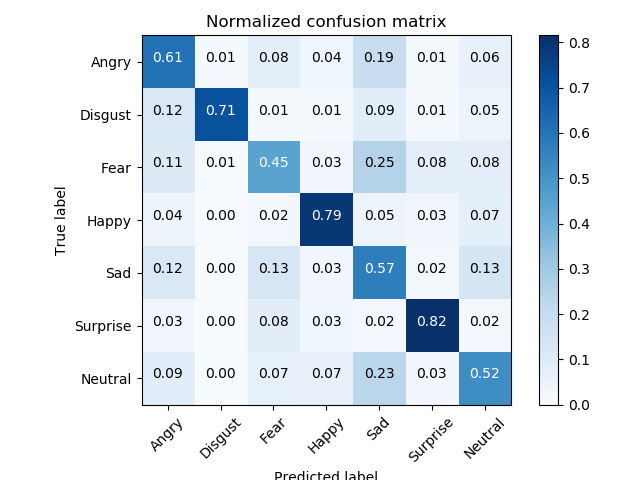 Normalized confusion matrix
True label
Angry 0.61 0.01 0.08 0.04 0.19 0.01 0.06
Disgust 0.12 0.71 0.01 0.01 0.09 0.01 0.05
Fear 0.11 0.01 0.45 0.03 0.25 0.08 0.08
Happy 0.04 0.00 0.02 0.79 0.05 0.03 0.07
Sad 0.12 0.00 0.13 0.03 0.57 0.02 0.13
Surprise 0.03 0.00 0.08 0.03 0.02 0.82 0.02
Neutral 0.09 0.00 0.07 0.07 0.23 0.03 0.52
Angry Disgust Fear Happy Sad Surprise Neutral
Predicted label
0.8
0.7
0.6
0.5
0.4
0.3
0.2
0.1
0.0